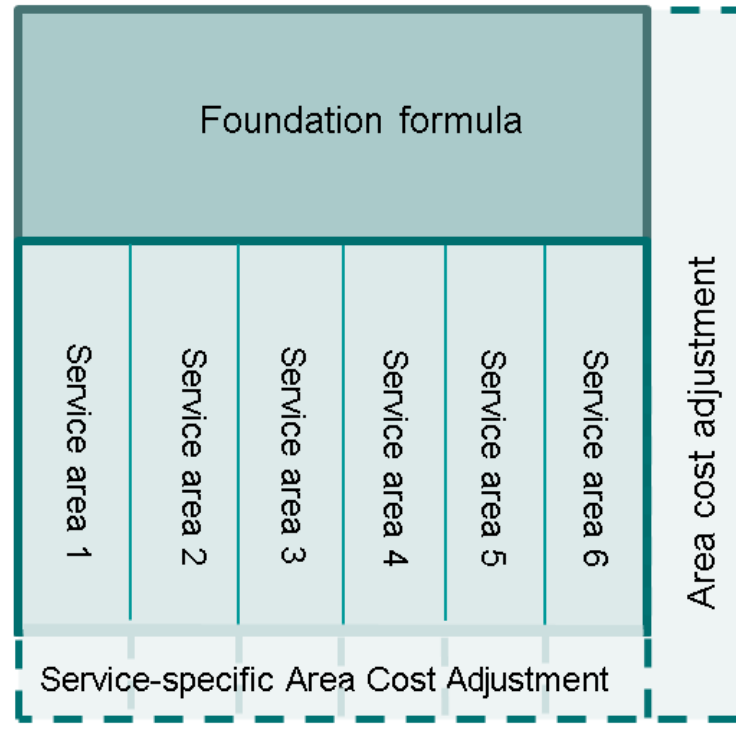 Foundation formula
Service area 1
Service area 2
Service area 3
Service area 4
Service area 5
Service area 6
Area cost adjustment
Service-specific Area Cost Adjustment